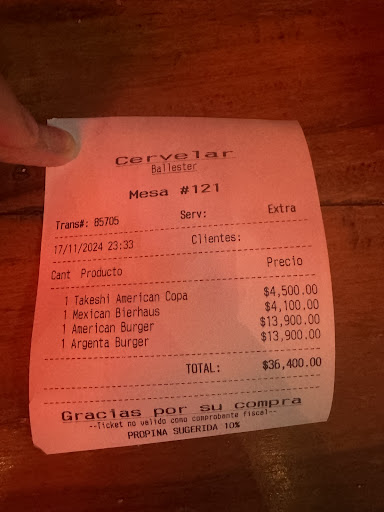 Cervelar
Ballester
Mesa #121
Trans#: B5705 Serv: Extra
17/11/2024 23:33 Clientes:
Cant Producto Precio
1 Takeshi American Copa $4,500.00
1 Mexican Bierhaus $4,100.00
1 American Burger $13,900.00
1 Argenta Burger $13,900.00
TOTAL: $36,400.00
Gracias por su compra
--Ticket no valido como comprobante fiscal--
PROPINA SUGERIDA 10%